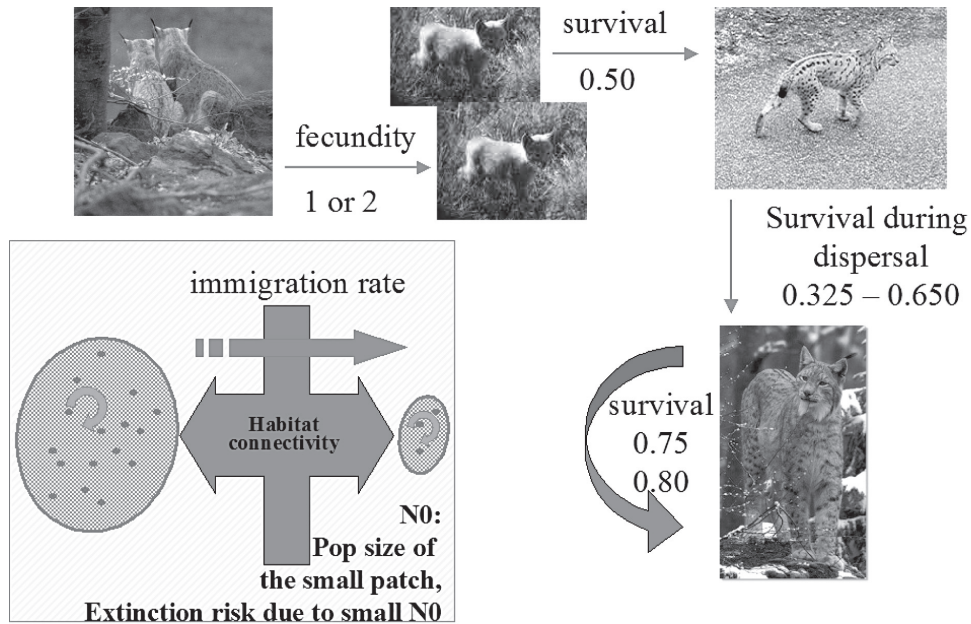 survival
0.50
fecundity
1 or 2
Survival during
dispersal
0.325 – 0.650
survival
0.75
0.80
immigration rate
Habitat
connectivity
N0:
Pop size of
the small patch,
Extinction risk due to small N0